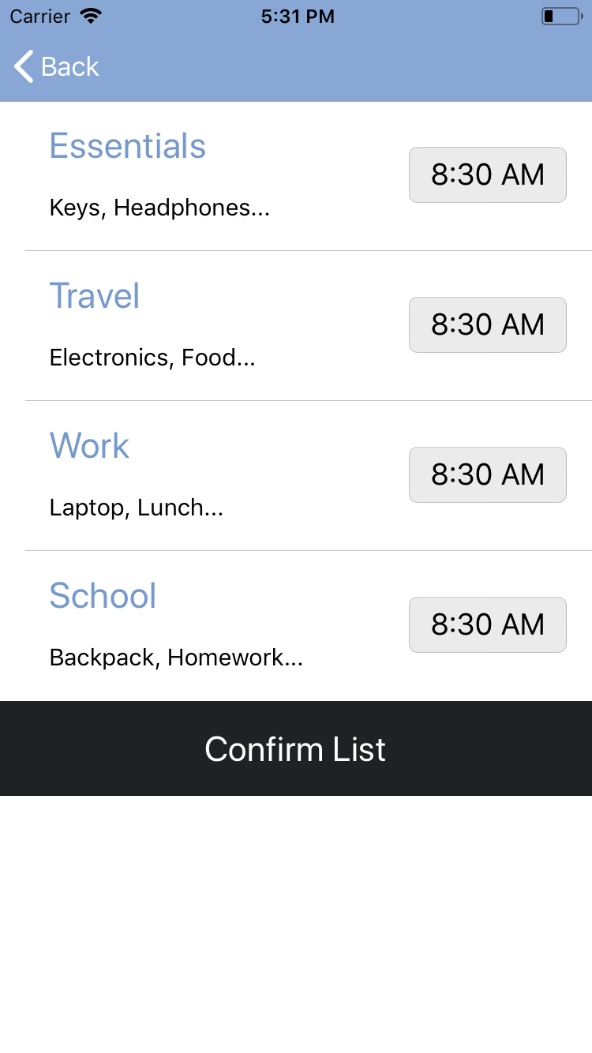 Carrier 5:31 PM
Back
Essentials
8:30 AM
Keys, Headphones...
Travel
8:30 AM
Electronics, Food...
Work
8:30 AM
Laptop, Lunch...
School
8:30 AM
Backpack, Homework...
Confirm List